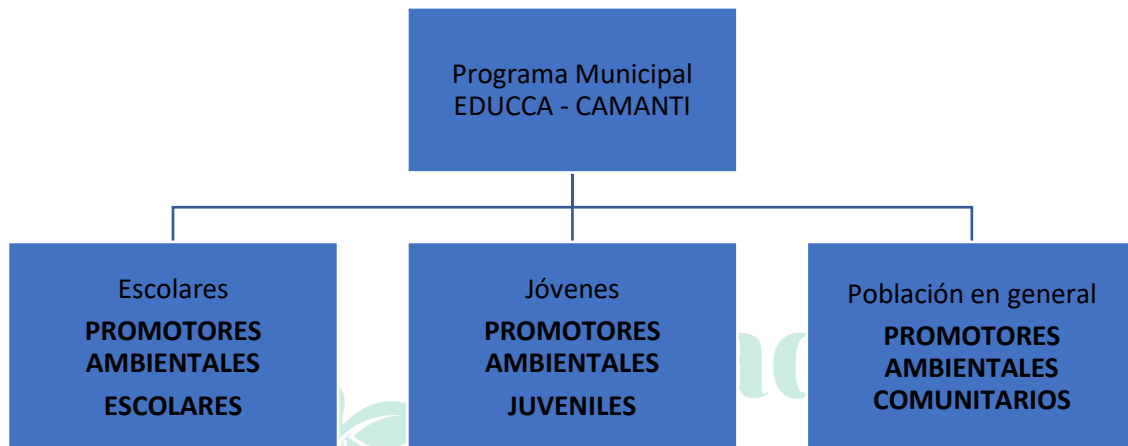 Programa Municipal
EDUCCA - CAMANTI
Escolares
PROMOTORES
AMBIENTALES
ESCOLARES
Jóvenes
PROMOTORES
AMBIENTALES
JUVENILES
Población en general
PROMOTORES
AMBIENTALES
COMUNITARIOS